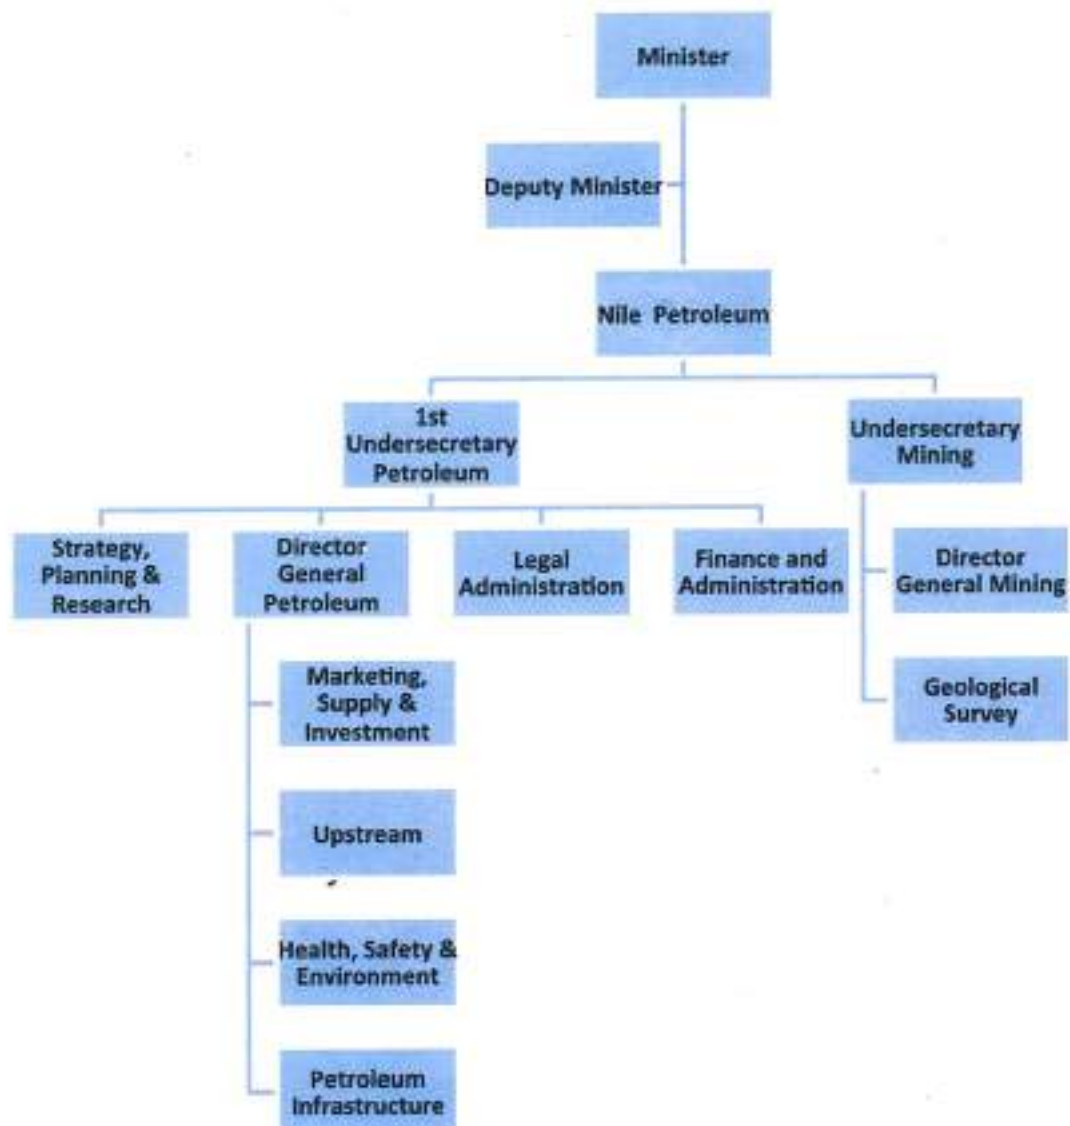 Minister
Deputy Minister
Nile Petroleum
1st
Undersecretary
Petroleum
Undersecretary
Mining
Strategy,
Planning &
Research
Director
General
Petroleum
Legal
Administration
Finance and
Administration
Director
General Mining
Marketing,
Supply &
Investment
Geological
Survey
Upstream
Health, Safety &
Environment
Petroleum
Infrastructure